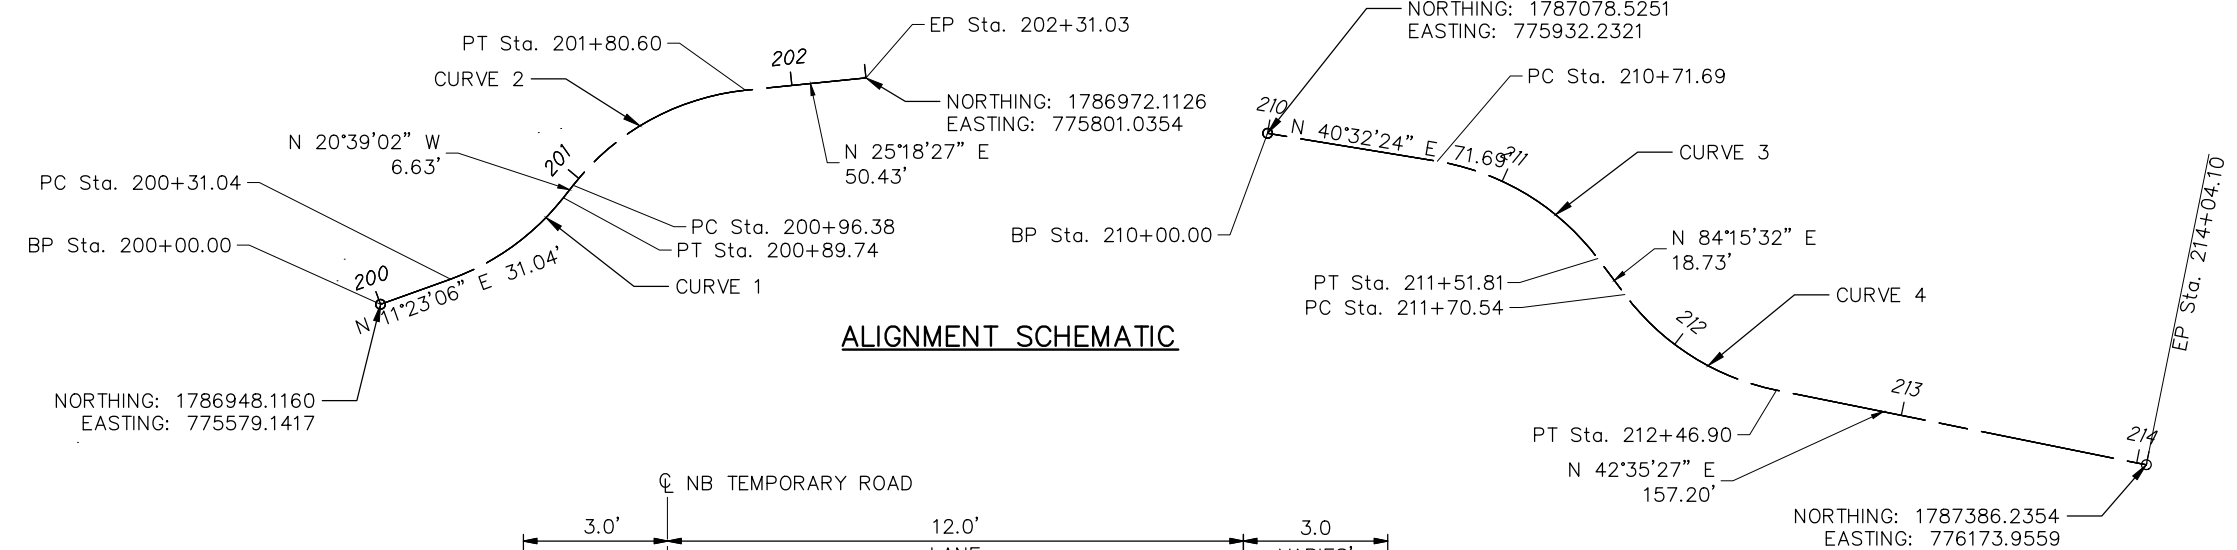 PT Sta. 201+80.60
202
EP Sta. 202+31.03
CURVE 2
NORTHING: 1786972.1126
EASTING: 775801.0354
N 20°39'02" W
6.63'
201
N 25°18'27" E
50.43'
PC Sta. 200+31.04
PC Sta. 200+96.38
PT Sta. 200+89.74
BP Sta. 200+00.00
200
N 11°23'06" E 31.04'
CURVE 1
NORTHING: 1786948.1160
EASTING: 775579.1417
ALIGNMENT SCHEMATIC
NORTHING: 1787078.5251
EASTING: 775932.2321
PC Sta. 210+71.69
210
N 40°32'24" E 71.69'
211
CURVE 3
BP Sta. 210+00.00
N 84°15'32" E
18.73'
PT Sta. 211+51.81
PC Sta. 211+70.54
CURVE 4
212
EP Sta. 214+04.10
213
PT Sta. 212+46.90
214
N 42°35'27" E
157.20'
NORTHING: 1787386.2354
EASTING: 776173.9559
℄ NB TEMPORARY ROAD
3.0'
12.0'
3.0
LANE
VARIES'